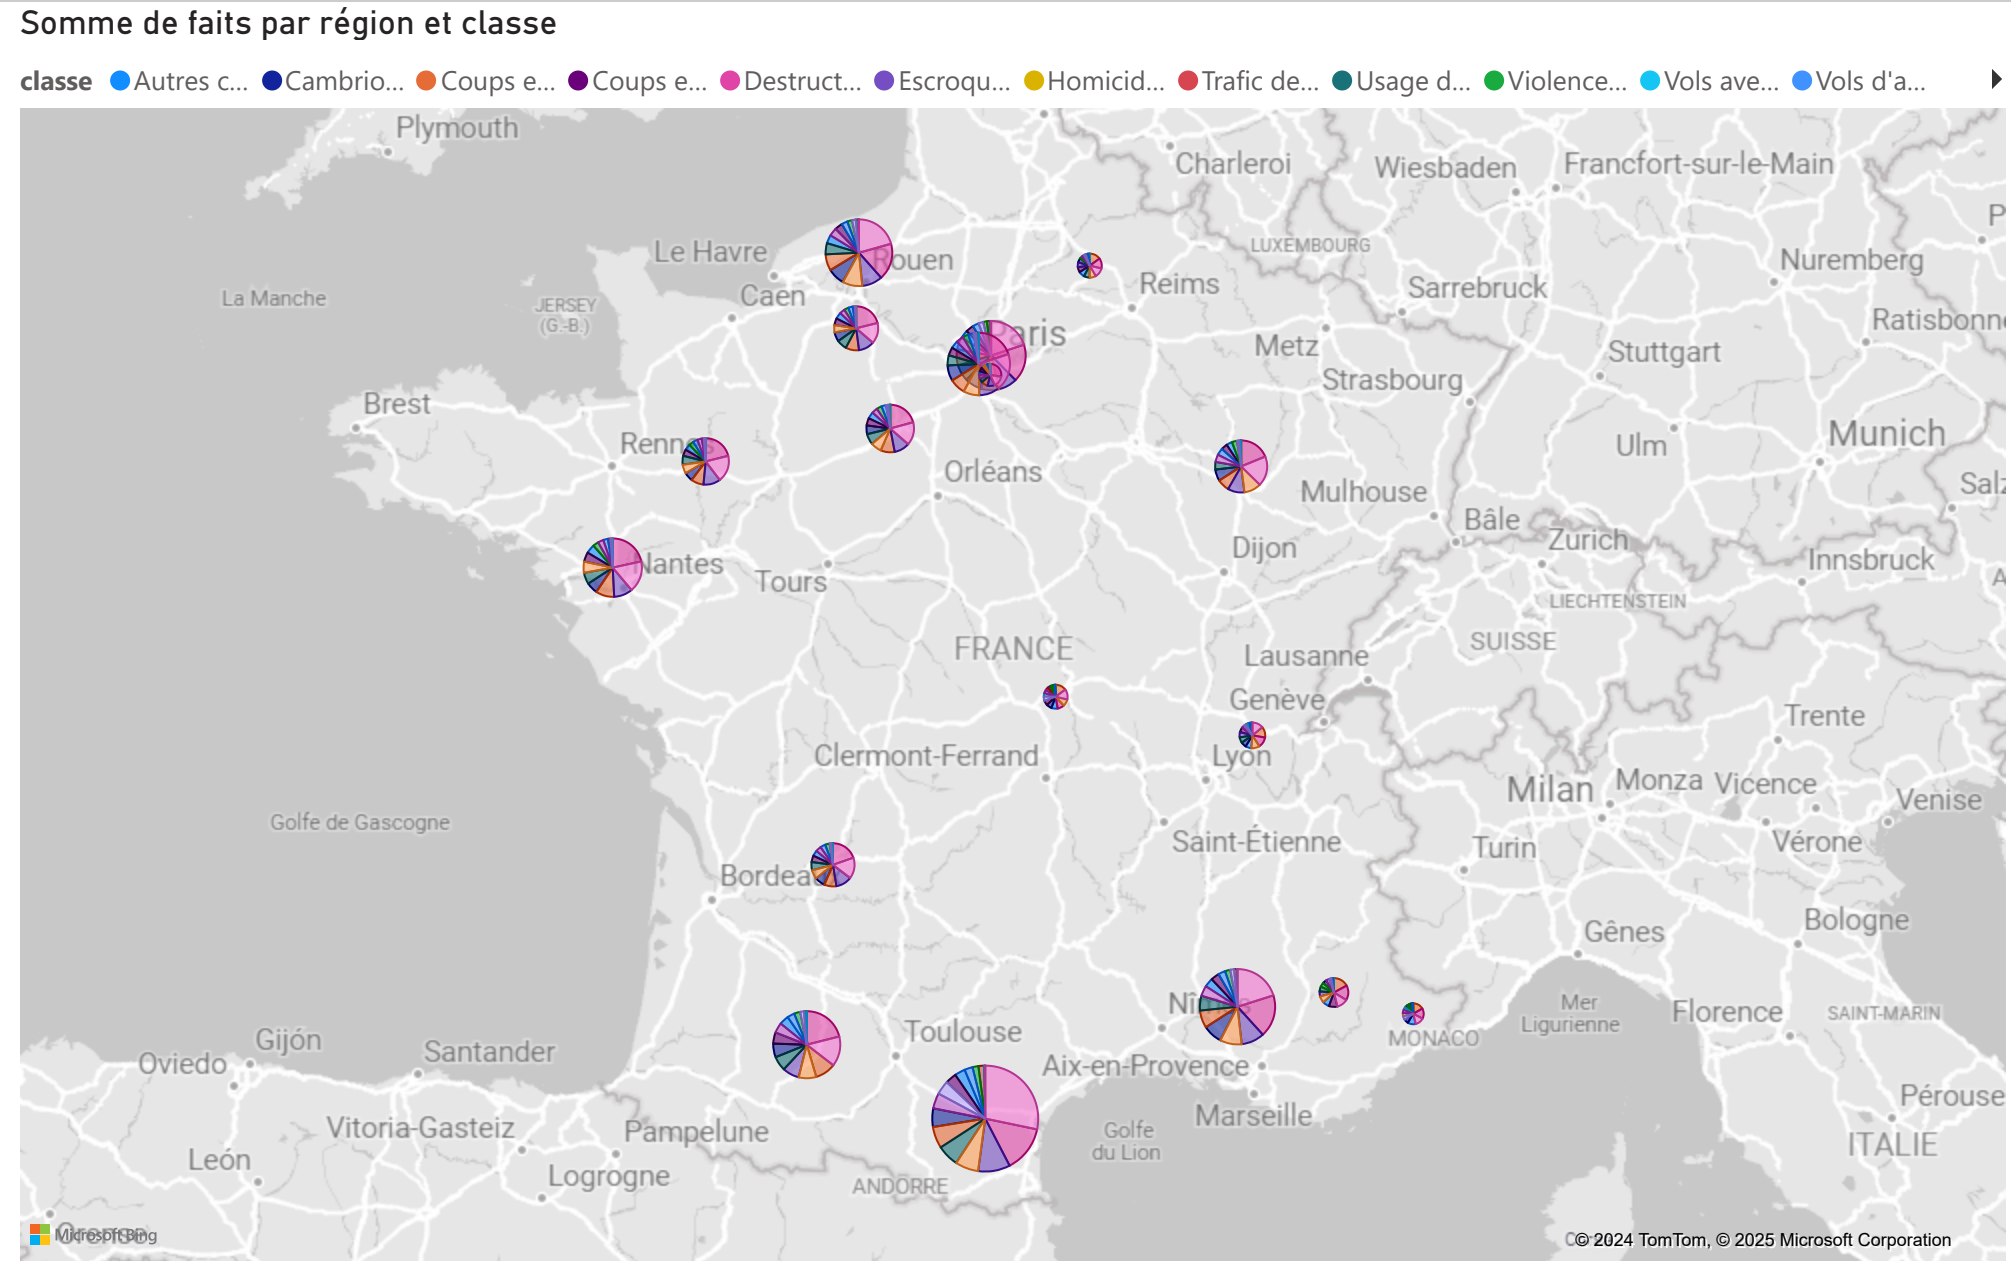 Somme de faits par région et classe
classe Autres c... Cambrio... Coups e... Coups e... Destruct... Escroqu... Homicid... Trafic de... Usage d... Violence... Vols ave... Vols d'a...
Plymouth
Charleroi
Wiesbaden
Francfort-sur-le-Main
P
Le Havre
Rouen
LUXEMBOURG
Nuremberg
La Manche
JERSEY
(G.-B.)
Caen
Reims
Sarrebruck
Ratisbonne
Paris
Metz
Stuttgart
Strasbourg
Brest
Renn
Orléans
Ulm
Munich
Mulhouse
Salz
Bâle
Zurich
Dijon
Innsbruck
Nantes
Tours
LIECHTENSTEIN
A
FRANCE
SUISSE
Lausanne
Genève
Trente
Clermont-Ferrand
Lyon
Milan
Monza
Vicence
Venise
Golfe de Gascogne
Saint-Étienne
Turin
Vérone
Bordea
Bologne
Gênes
Nî s
Mer
Ligurienne
Florence
SAINT-MARIN
Gijón
Toulouse
MONACO
Oviedo
Santander
Aix-en-Provence
Pérouse
Vitoria-Gasteiz
Pampelune
Marseille
Golfe
du Lion
ITALIE
León
Logrogne
ANDORRE
Microsoft Bing
© 2024 TomTom, © 2025 Microsoft Corporation